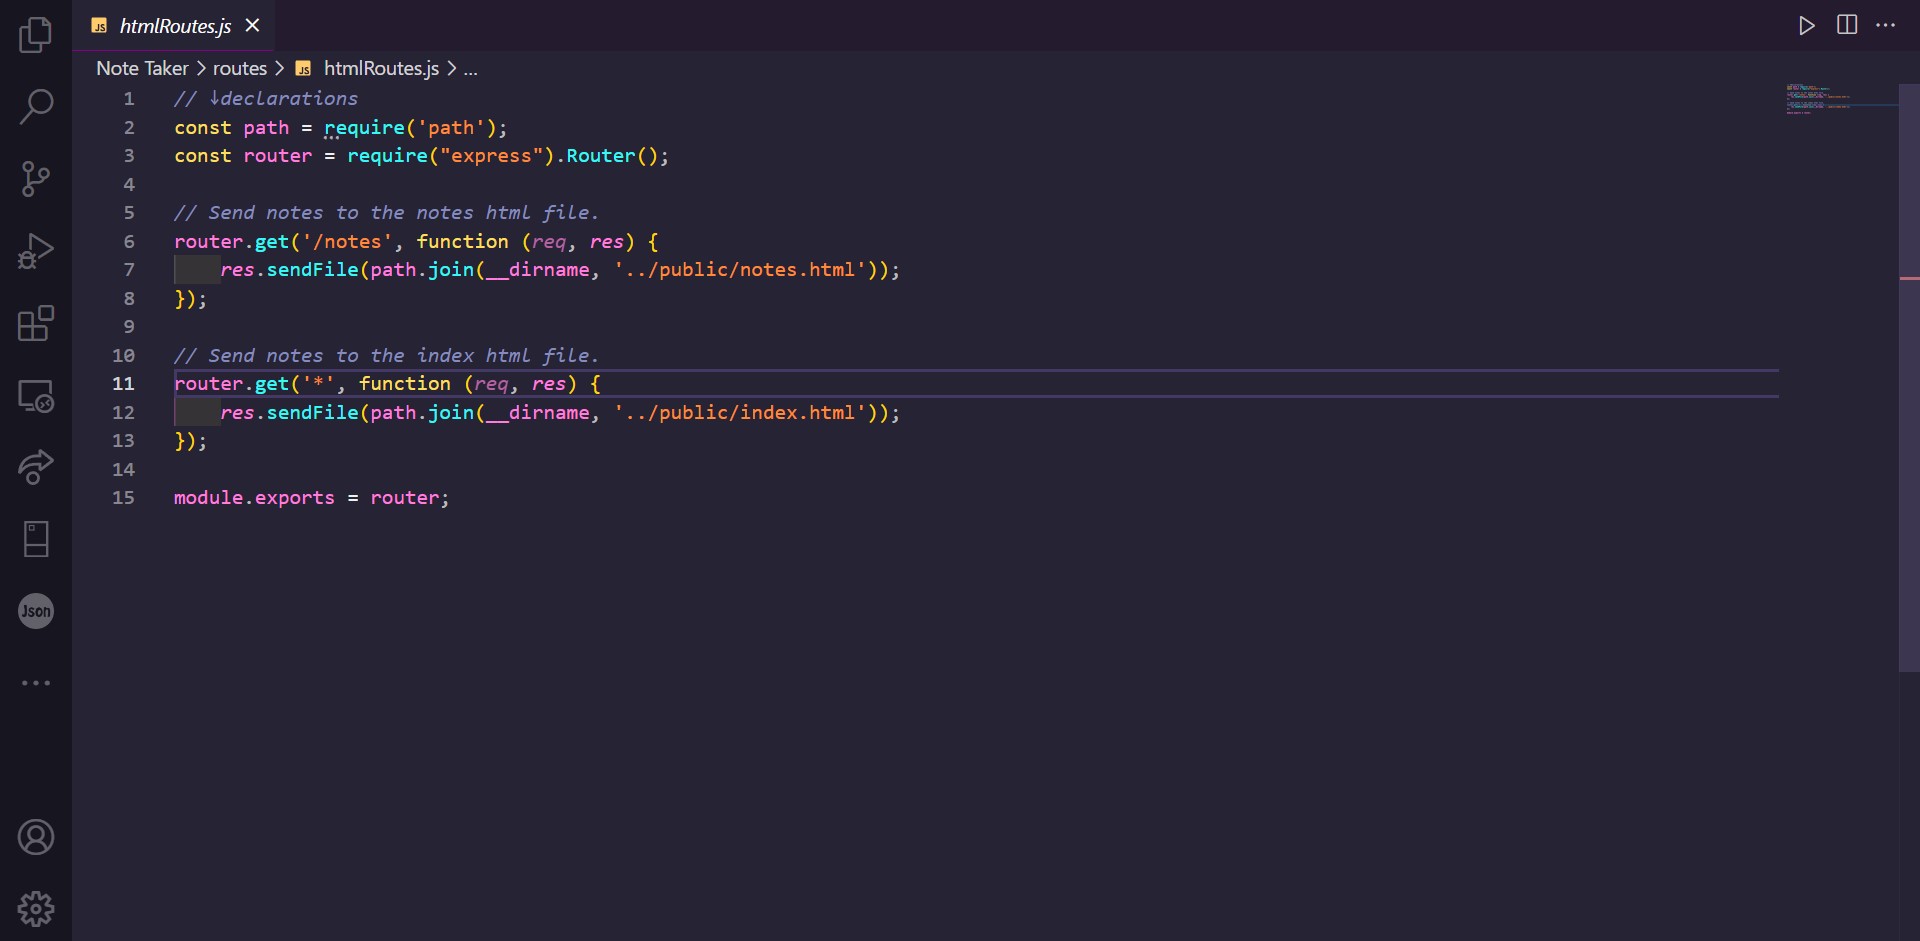 JS htmlRoutes.js
Note Taker > routes > JS htmlRoutes.js > ...
1 // ↓declarations
2 const path = require('path');
3 const router = require("express").Router();
4
5 // Send notes to the notes html file.
6 router.get('/notes', function (req, res) {
7     res.sendFile(path.join(__dirname, '../public/notes.html'));
8 });
9
10 // Send notes to the index html file.
11 router.get('*', function (req, res) {
12     res.sendFile(path.join(__dirname, '../public/index.html'));
13 });
14
15 module.exports = router;
Json